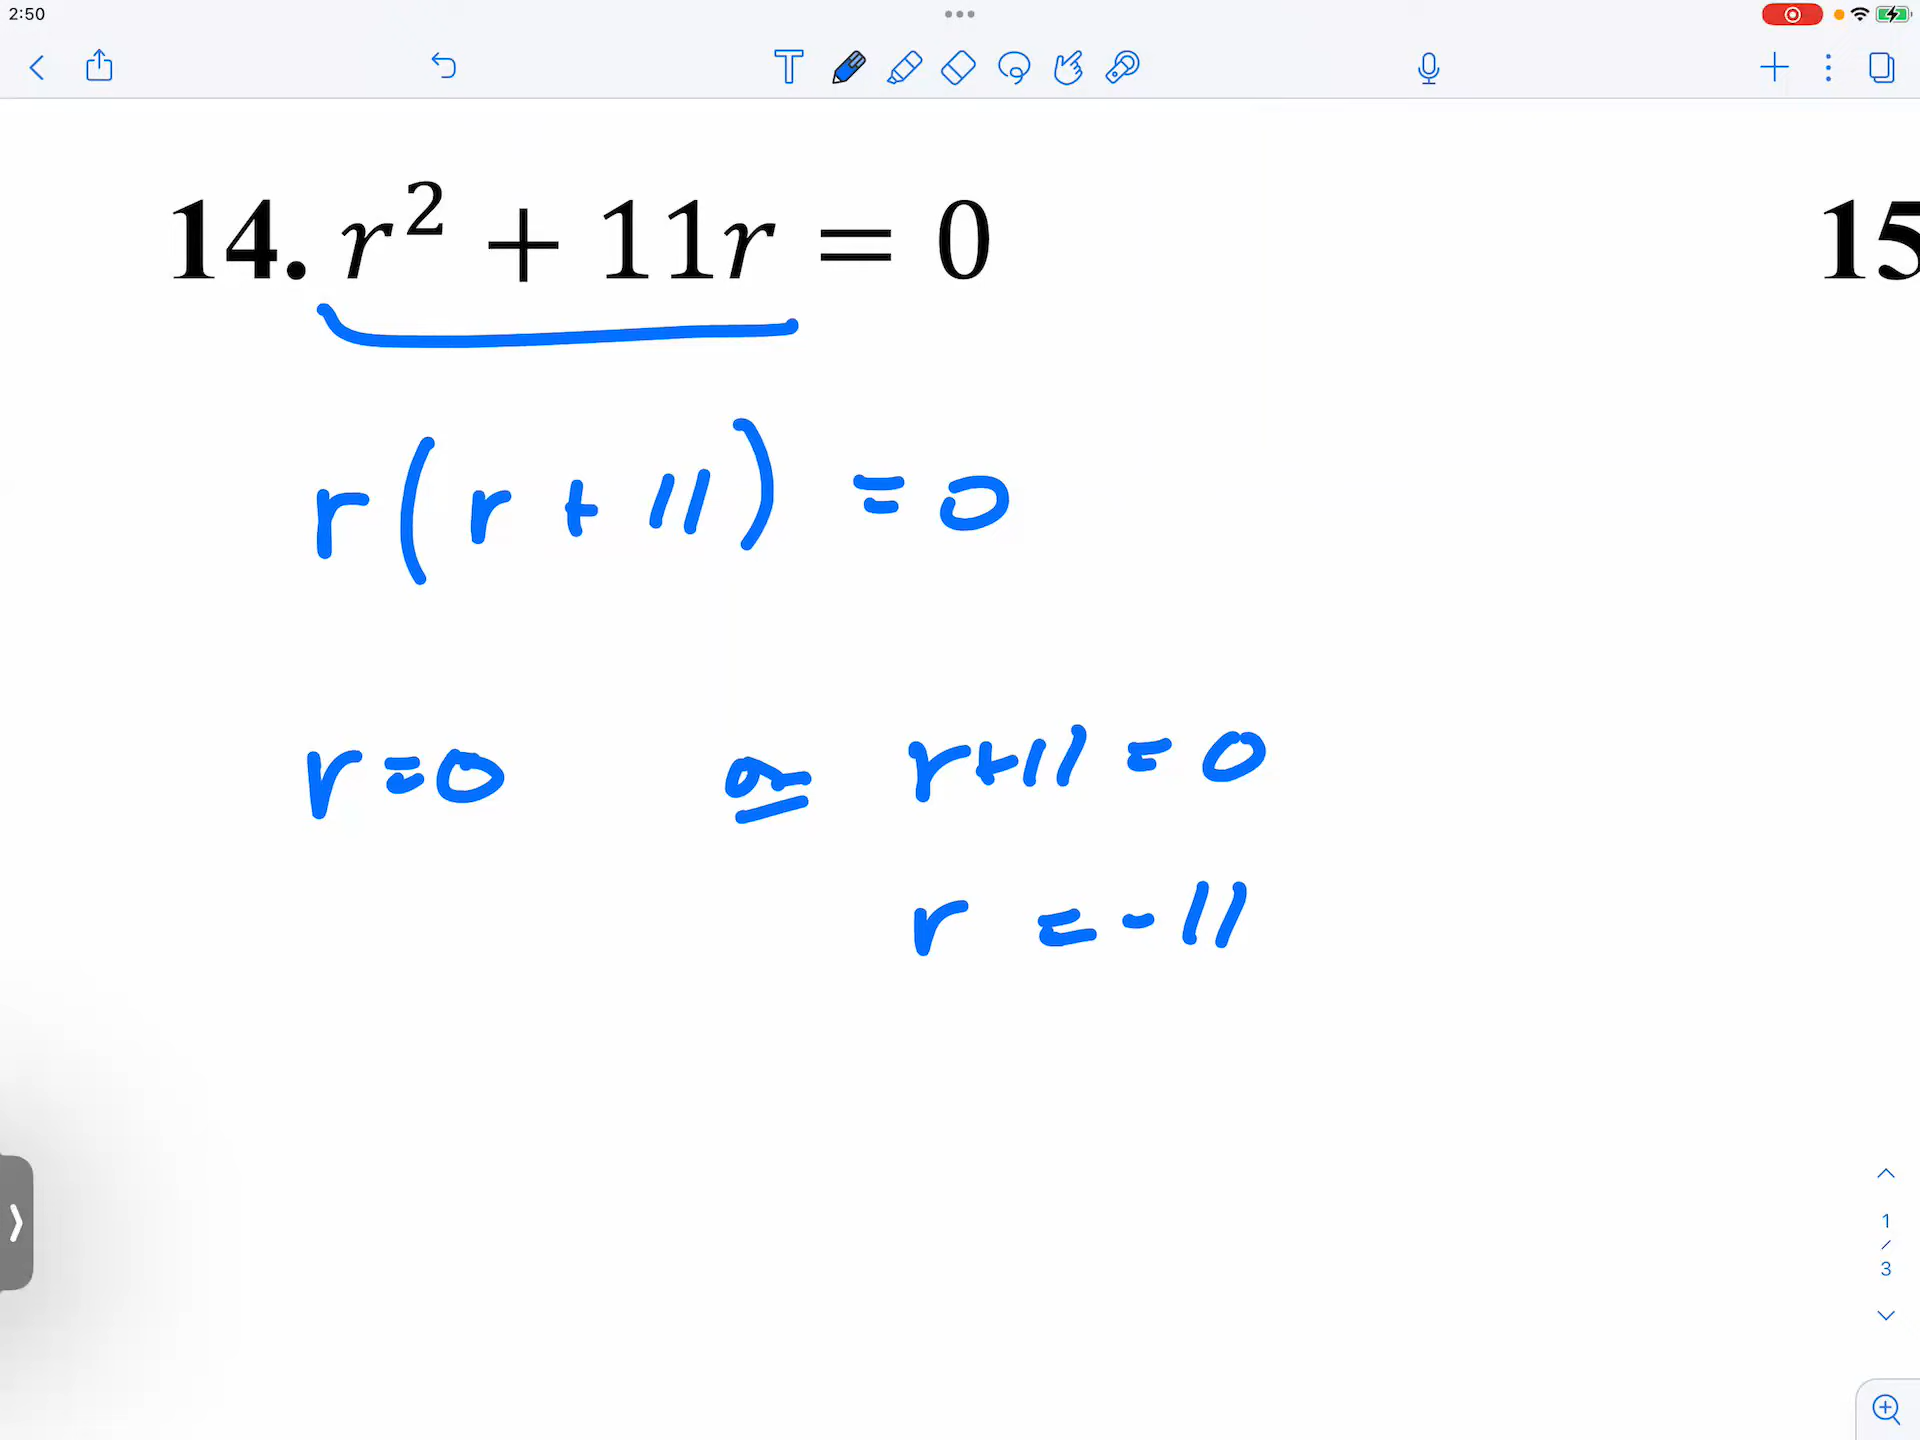 2:50
14. r² + 11r = 0
15
r(r + 11) = 0
r=0 or r+11=0
r = -11
1
/
3